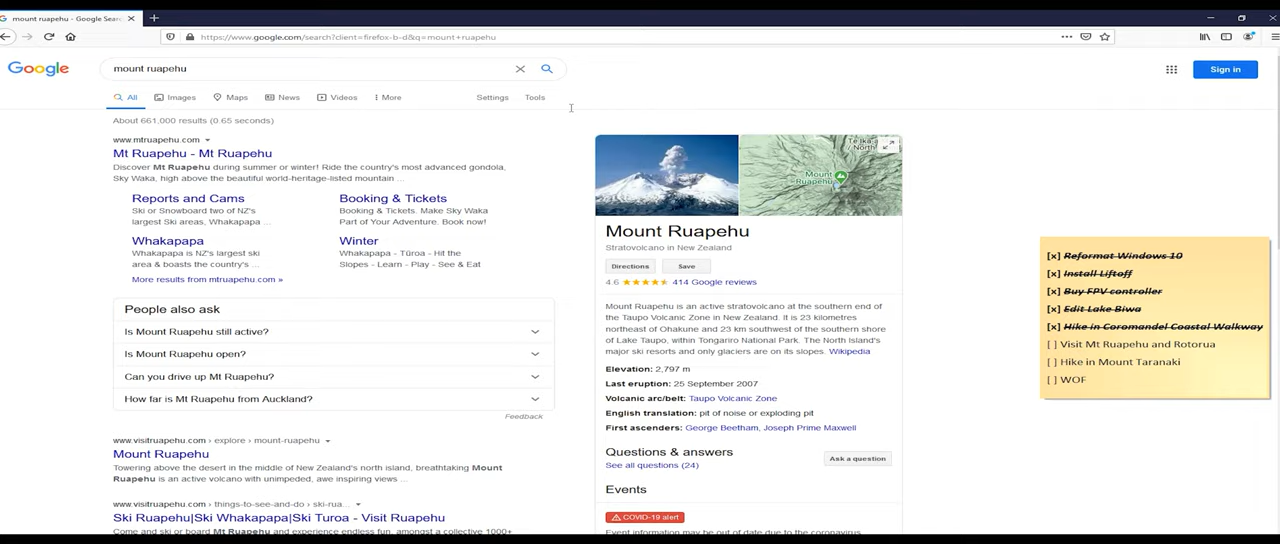 mount ruapehu - Google Sear
https://www.google.com/search?client=firefox-b-d&q=mount+ruapehu
Google
mount ruapehu
Sign in
All
Images
Maps
News
Videos
More
Settings
Tools
About 661,000 results (0.65 seconds)
www.mtruapehu.com
Mt Ruapehu - Mt Ruapehu
Discover Mt Ruapehu during summer or winter! Ride the country's most advanced gondola,
Sky Waka, high above the beautiful world-heritage-listed mountain ...
Reports and Cams
Ski or Snowboard two of NZ's
largest Ski areas, Whakapapa ...
Booking & Tickets
Booking & Tickets. Make Sky Waka
Part of Your Adventure. Book now!
Whakapapa
Whakapapa is NZ's largest ski
area & boasts the country's ...
Winter
Whakapapa - Tūroa - Hit the
Slopes - Learn - Play - See & Eat
More results from mtruapehu.com »
People also ask
Is Mount Ruapehu still active?
Is Mount Ruapehu open?
Can you drive up Mt Ruapehu?
How far is Mt Ruapehu from Auckland?
Feedback
www.visitruapehu.com › explore › mount-ruapehu
Mount Ruapehu
Towering above the desert in the middle of New Zealand's north island, breathtaking Mount
Ruapehu is an active volcano with unimpeded, awe inspiring views ...
www.visitruapehu.com › things-to-see-and-do › ski-rua...
Ski Ruapehu|Ski Whakapapa|Ski Turoa - Visit Ruapehu
Come and ski or board Mt Ruapehu and experience endless fun, amongst a collective 1000+
Te Ika-a
/ North
Mount
Ruapehu
Mount Ruapehu
Stratovolcano in New Zealand
Directions
Save
4.6
414 Google reviews
Mount Ruapehu is an active stratovolcano at the southern end of
the Taupo Volcanic Zone in New Zealand. It is 23 kilometres
northeast of Ohakune and 23 km southwest of the southern shore
of Lake Taupo, within Tongariro National Park. The North Island's
major ski resorts and only glaciers are on its slopes. Wikipedia
Elevation: 2,797 m
Last eruption: 25 September 2007
Volcanic arc/belt: Taupo Volcanic Zone
English translation: pit of noise or exploding pit
First ascenders: George Beetham, Joseph Prime Maxwell
Questions & answers
See all questions (24)
Ask a question
Events
COVID-19 alert
Event information may be out of date due to the coronavirus
[x] Reformat Windows 10
[x] Install Liftoff
[x] Buy FPV controller
[x] Edit Lake Biwa
[x] Hike in Coromandel Coastal Walkway
[ ] Visit Mt Ruapehu and Rotorua
[ ] Hike in Mount Taranaki
[ ] WOF